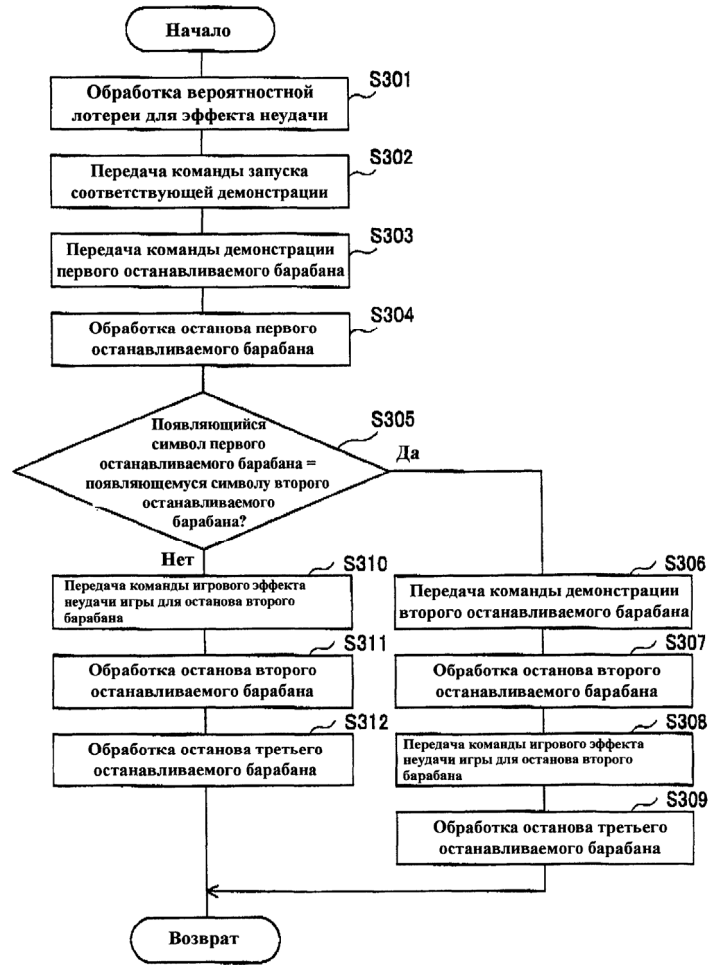 Начало
S301
Обработка вероятностной
лотереи для эффекта неудачи
S302
Передача команды запуска
соответствующей демонстрации
S303
Передача команды демонстрации
первого останавливаемого барабана
S304
Обработка останова первого
останавливаемого барабана
S305
Появляющийся
символ первого
останавливаемого барабана =
появляющемуся символу второго
останавливаемого
барабана?
Да
Нет
S310
Передача команды игрового эффекта
неудачи игры для останова второго
барабана
S311
Обработка останова второго
останавливаемого барабана
S312
Обработка останова третьего
останавливаемого барабана
S306
Передача команды демонстрации
второго останавливаемого барабана
S307
Обработка останова второго
останавливаемого барабана
S308
Передача команды игрового эффекта
неудачи игры для останова второго
барабана
S309
Обработка останова третьего
останавливаемого барабана
Возврат